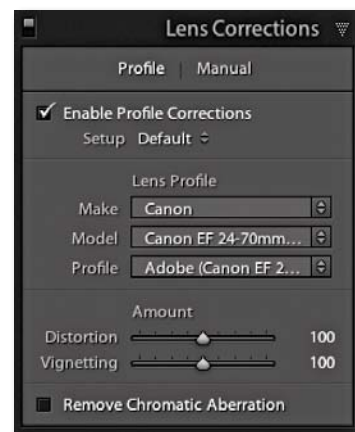 Lens Corrections
Profile | Manual
Enable Profile Corrections
Setup Default
Lens Profile
Make Canon
Model Canon EF 24-70mm...
Profile Adobe (Canon EF 2...
Amount
Distortion 100
Vignetting 100
Remove Chromatic Aberration